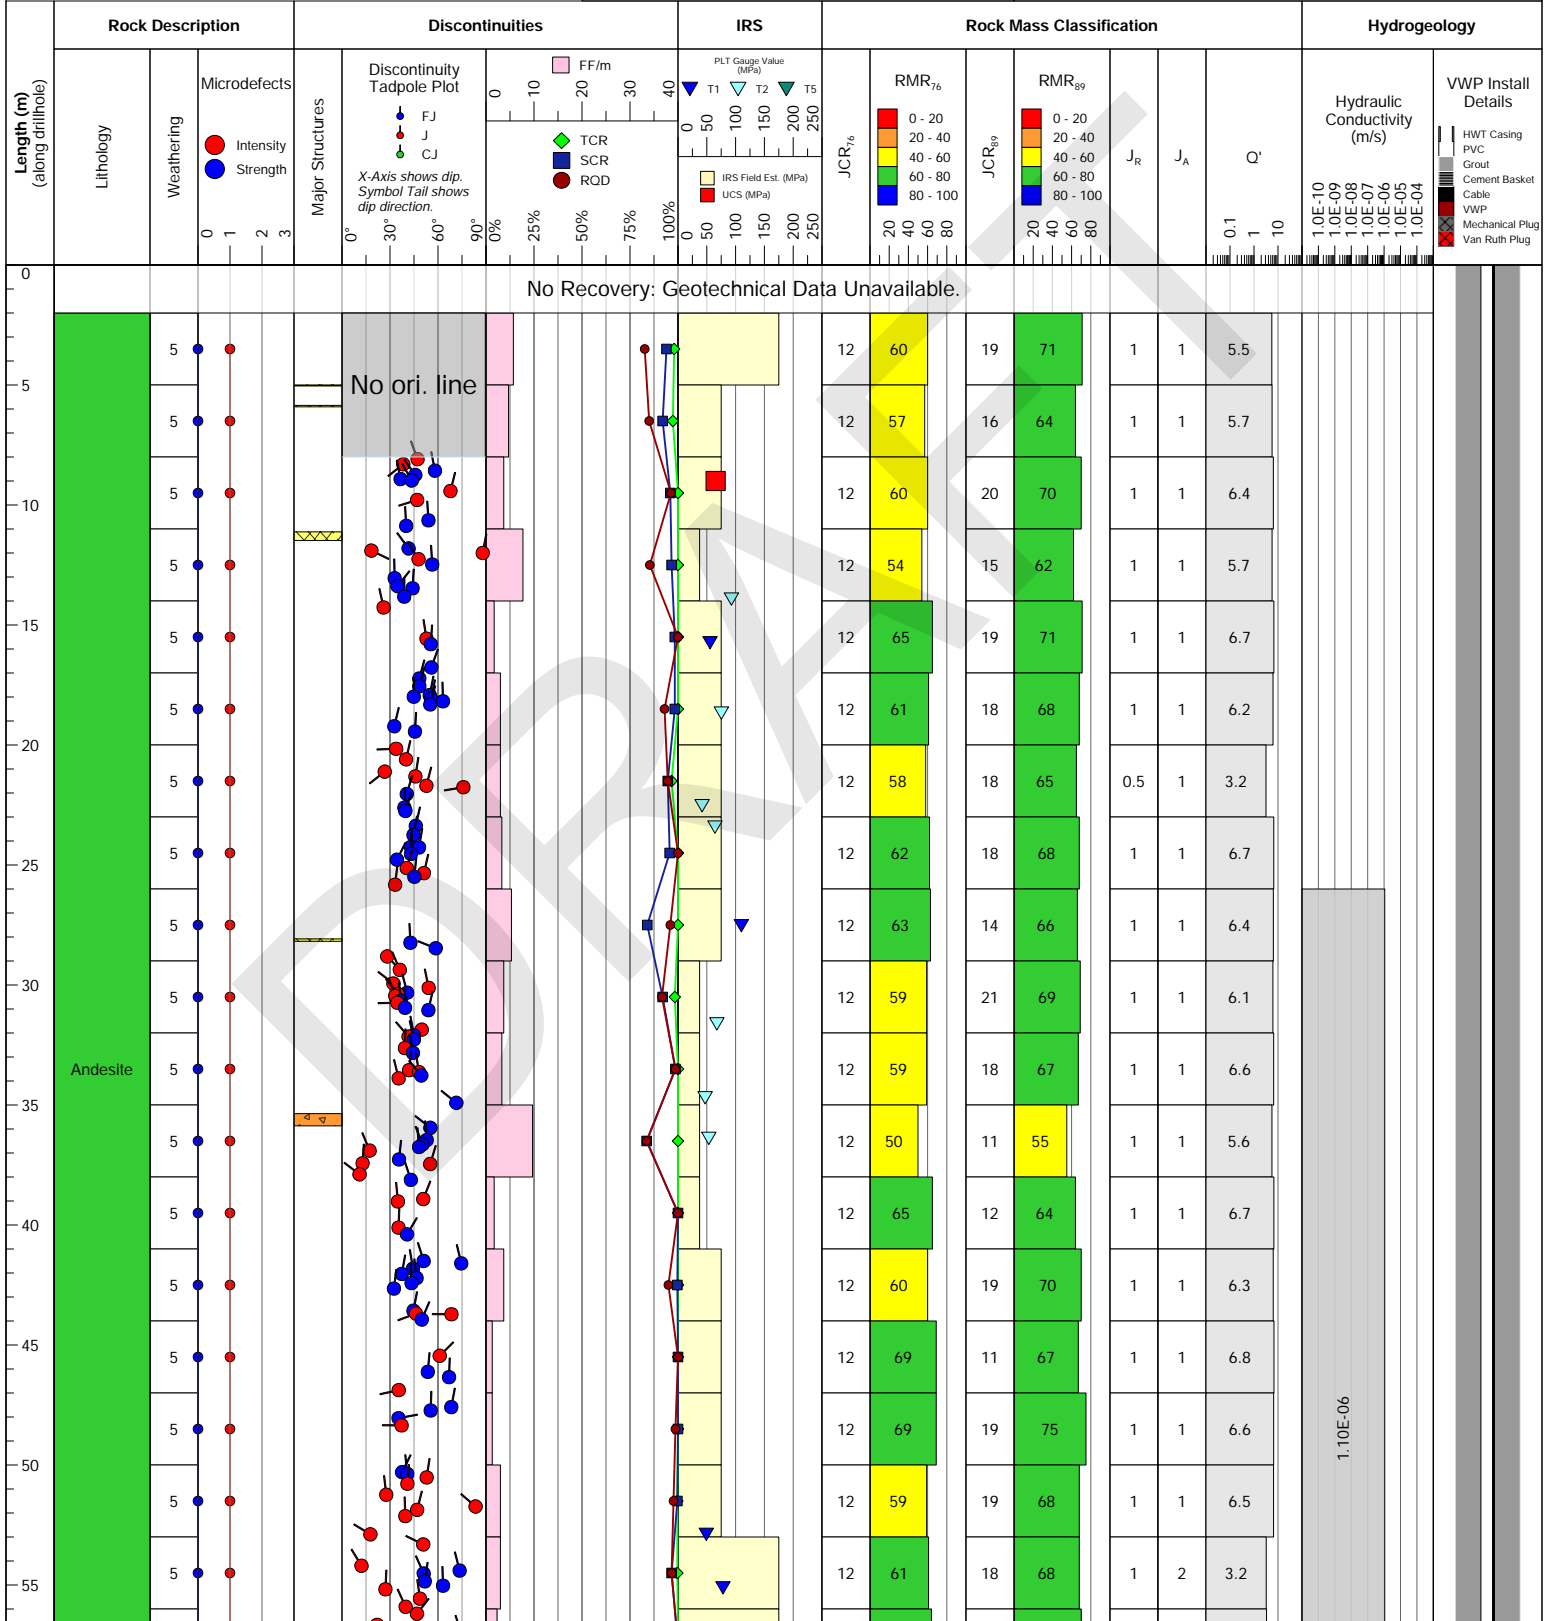 Rock Description
Discontinuities
IRS
Rock Mass Classification
Hydrogeology
Length (m)
(along drillhole)
Lithology
Weathering
Microdefects
Intensity
Strength
0 1 2 3
Major Structures
Discontinuity
Tadpole Plot
FJ
J
CJ
X-Axis shows dip.
Symbol Tail shows
dip direction.
0° 30° 60° 90°
FF/m
0 10 20 30 40
TCR
SCR
RQD
0% 25% 50% 75% 100%
PLT Gauge Value
(MPa)
T1 T2 T5
0 50 100 150 200 250
IRS Field Est. (MPa)
UCS (MPa)
0 50 100 150 200 250
JCR76
RMR76
0 - 20
20 - 40
40 - 60
60 - 80
80 - 100
20 40 60 80
JCR89
RMR89
0 - 20
20 - 40
40 - 60
60 - 80
80 - 100
20 40 60 80
JR
JA
Q'
0.1 1 10
Hydraulic
Conductivity
(m/s)
1.0E-10 1.0E-09 1.0E-08 1.0E-07 1.0E-06 1.0E-05 1.0E-04
VWP Install
Details
HWT Casing
PVC
Grout
Cement Basket
Cable
VWP
Mechanical Plug
Van Ruth Plug
0
No Recovery: Geotechnical Data Unavailable.
5 12 60 19 71 1 1 5.5
5 No ori. line
5 12 57 16 64 1 1 5.7
5 12 60 20 70 1 1 6.4
10
5 12 54 15 62 1 1 5.7
15
5 12 65 19 71 1 1 6.7
5 12 61 18 68 1 1 6.2
20
5 12 58 18 65 0.5 1 3.2
5 12 62 18 68 1 1 6.7
25
5 12 63 14 66 1 1 6.4
30
5 12 59 21 69 1 1 6.1
Andesite 5 12 59 18 67 1 1 6.6
35
5 12 50 11 55 1 1 5.6
5 12 65 12 64 1 1 6.7
40
5 12 60 19 70 1 1 6.3
45
5 12 69 11 67 1 1 6.8
5 12 69 19 75 1 1 6.6
1.10E-06
50
5 12 59 19 68 1 1 6.5
5 12 61 18 68 1 2 3.2
55
DRAFT